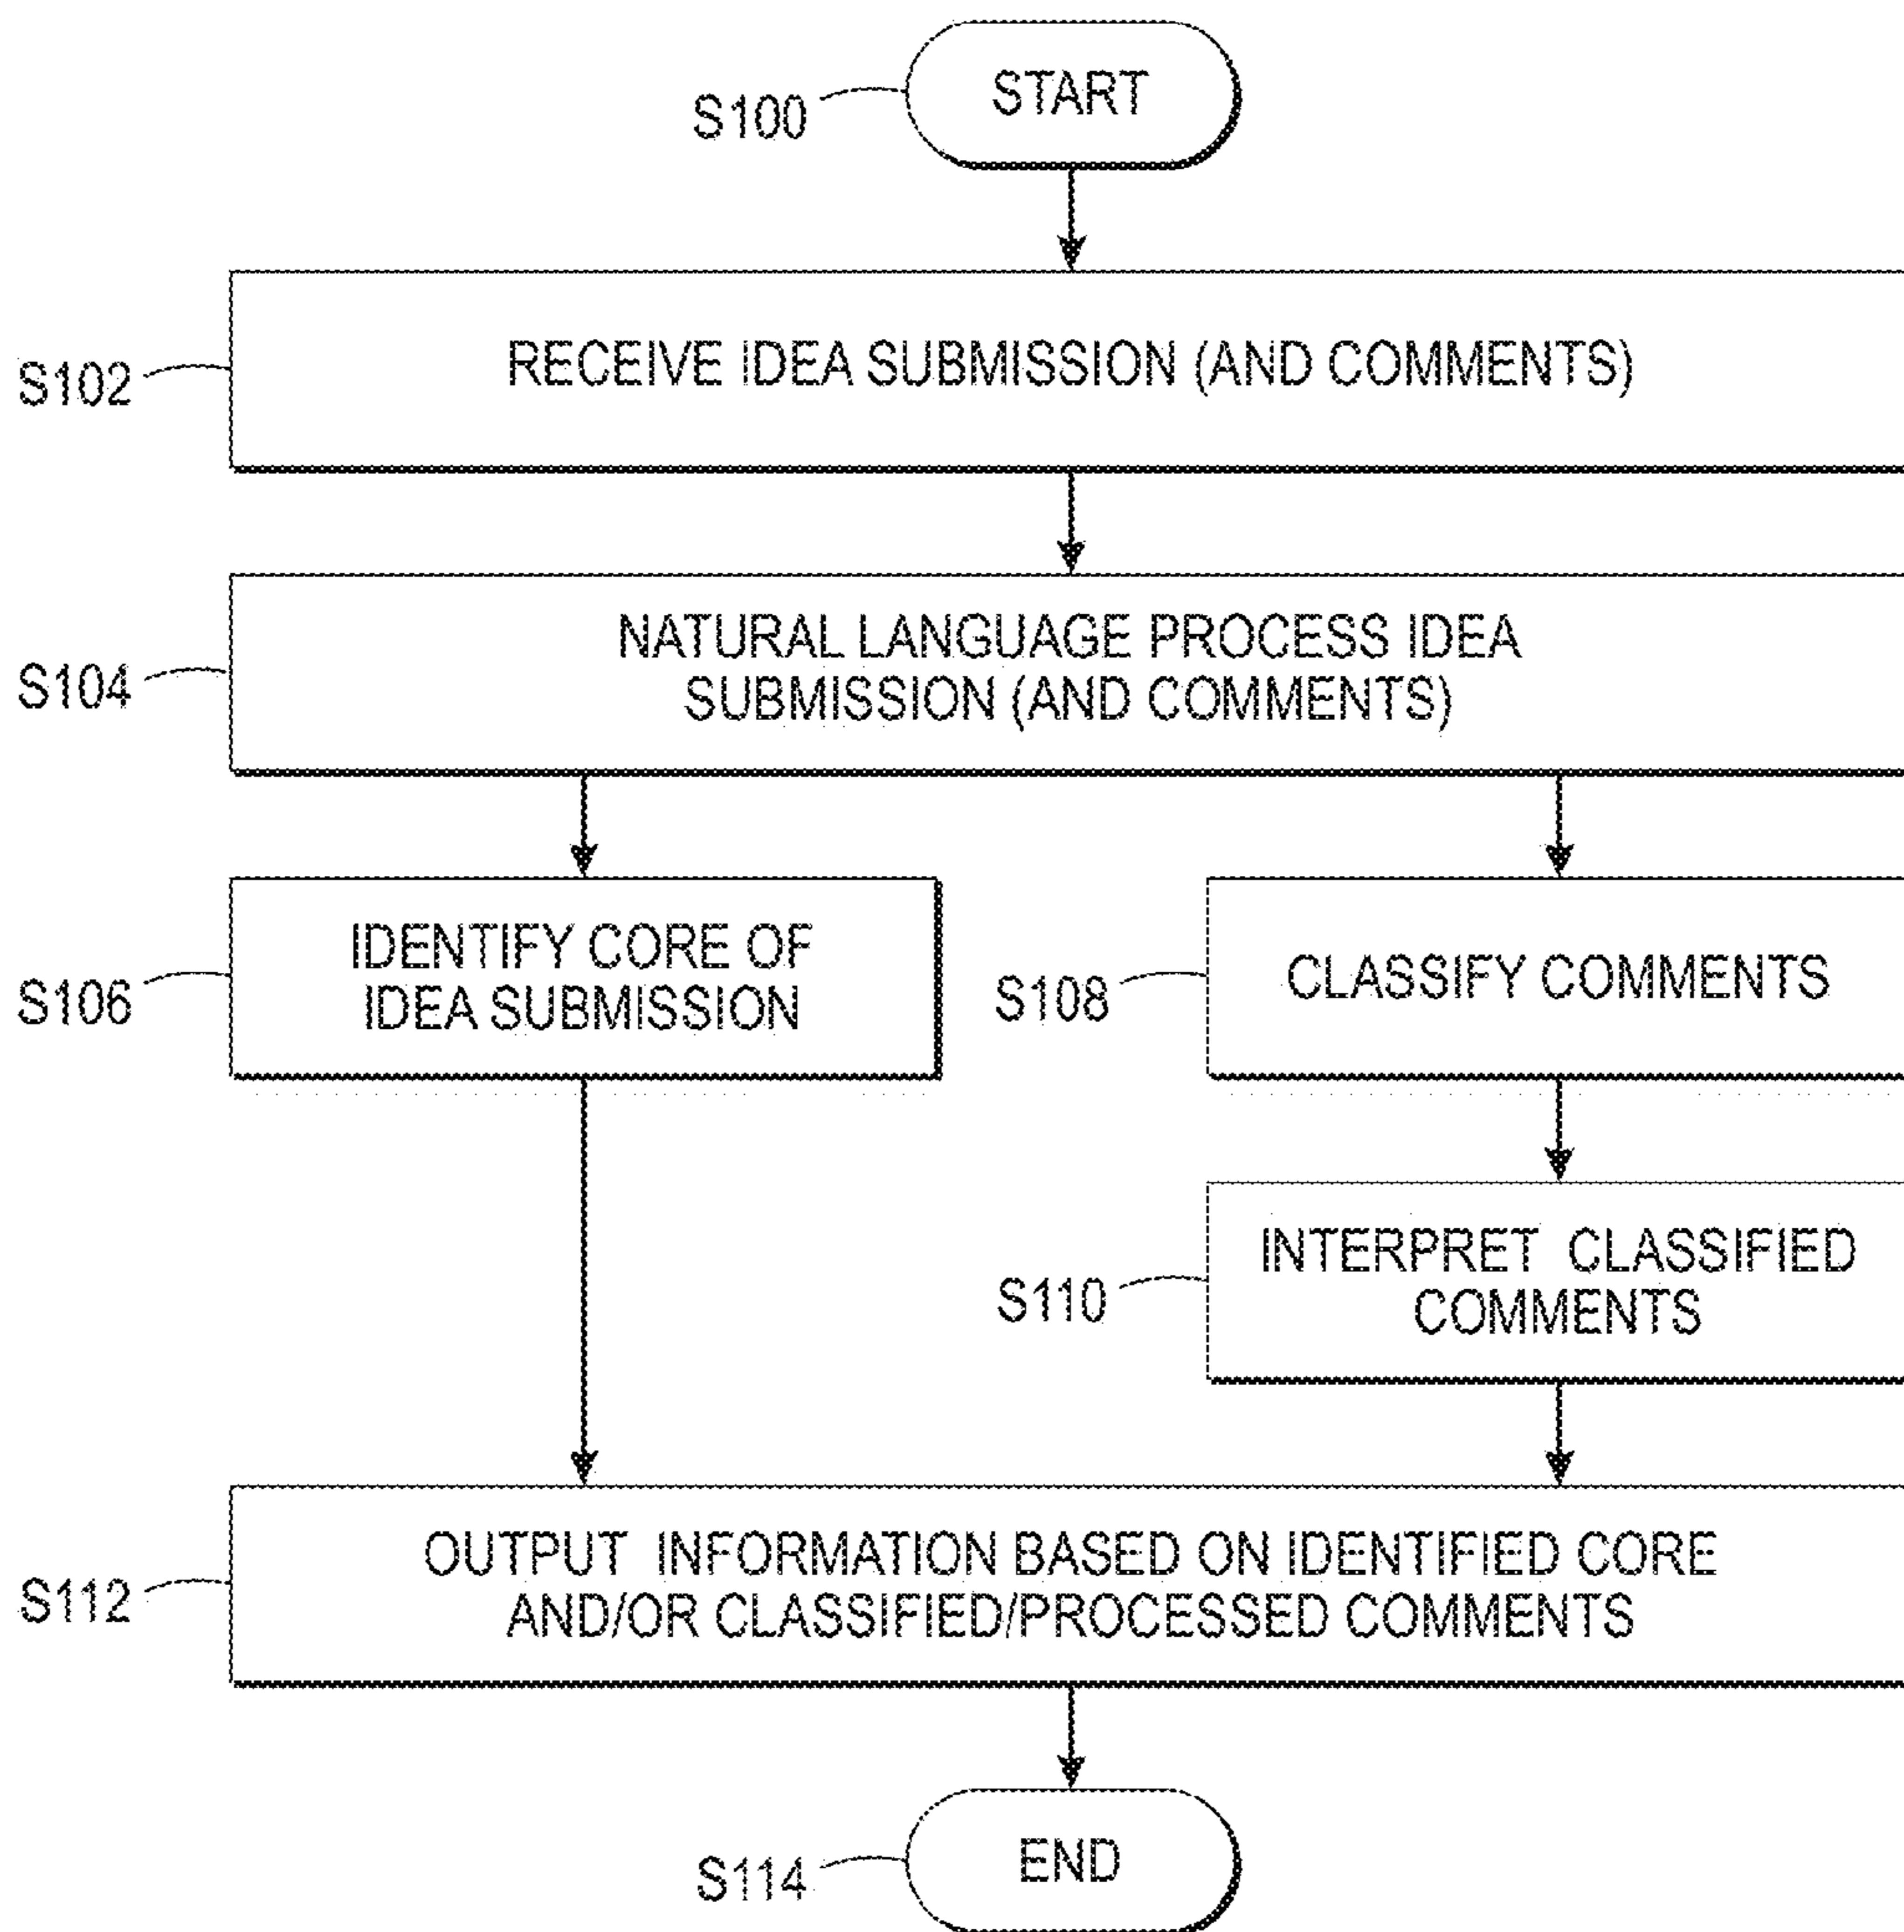 START
S100
RECEIVE IDEA SUBMISSION (AND COMMENTS)
S102
NATURAL LANGUAGE PROCESS IDEA
SUBMISSION (AND COMMENTS)
S104
IDENTIFY CORE OF
IDEA SUBMISSION
S106
CLASSIFY COMMENTS
S108
INTERPRET CLASSIFIED
COMMENTS
S110
OUTPUT INFORMATION BASED ON IDENTIFIED CORE
AND/OR CLASSIFIED/PROCESSED COMMENTS
S112
END
S114